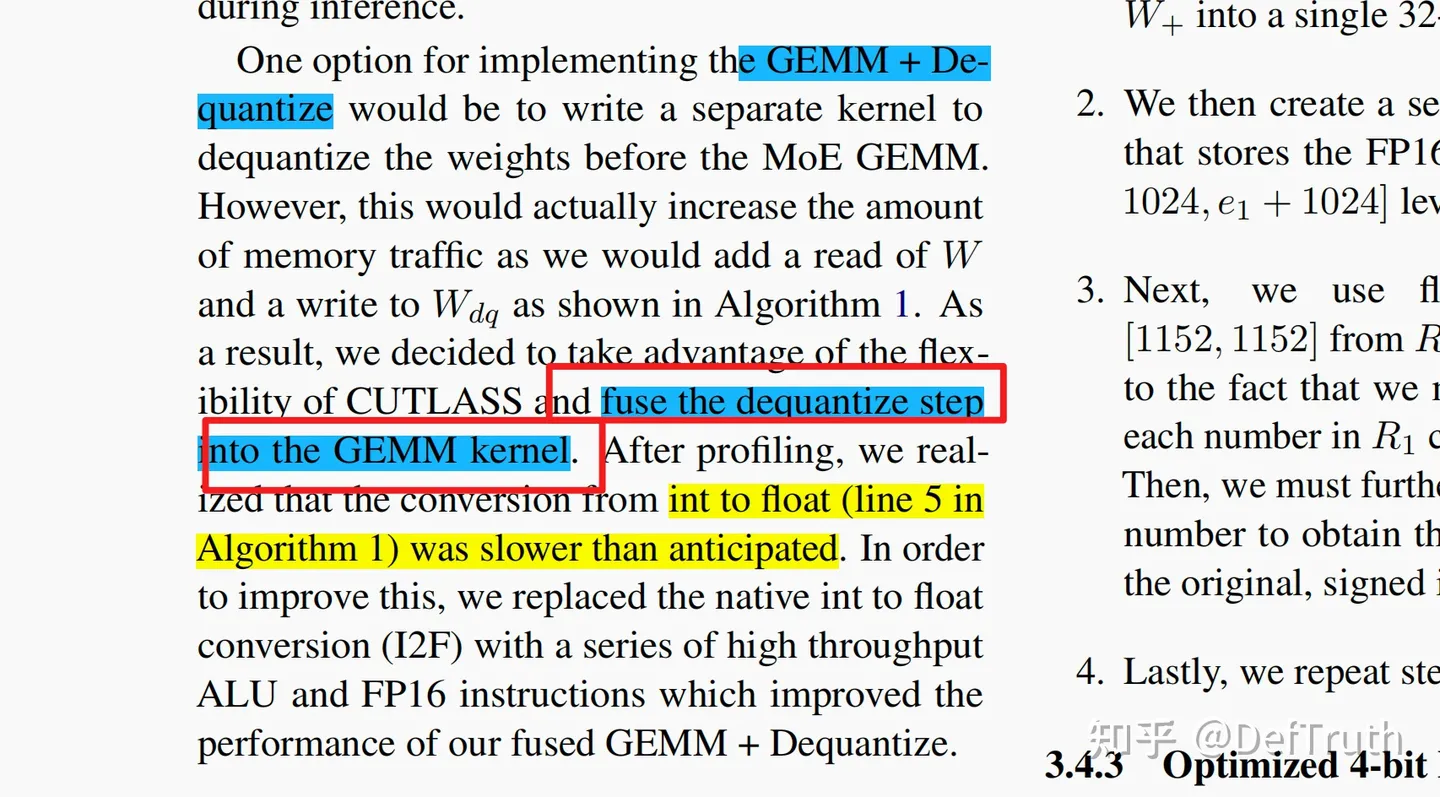 during inference.
One option for implementing the GEMM + De-
quantize would be to write a separate kernel to
dequantize the weights before the MoE GEMM.
However, this would actually increase the amount
of memory traffic as we would add a read of W
and a write to W_{dq} as shown in Algorithm 1. As
a result, we decided to take advantage of the flex-
ibility of CUTLASS and fuse the dequantize step
into the GEMM kernel. After profiling, we real-
ized that the conversion from int to float (line 5 in
Algorithm 1) was slower than anticipated. In order
to improve this, we replaced the native int to float
conversion (I2F) with a series of high throughput
ALU and FP16 instructions which improved the
performance of our fused GEMM + Dequantize.
W_+ into a single 32-
2. We then create a se
that stores the FP16
1024, e_1 + 1024] lev
3. Next, we use fl
[1152, 1152] from R
to the fact that we
each number in R_1 c
Then, we must furthe
number to obtain th
the original, signed i
4. Lastly, we repeat ste
3.4.3 Optimized 4-bit
知乎 @DefTruth